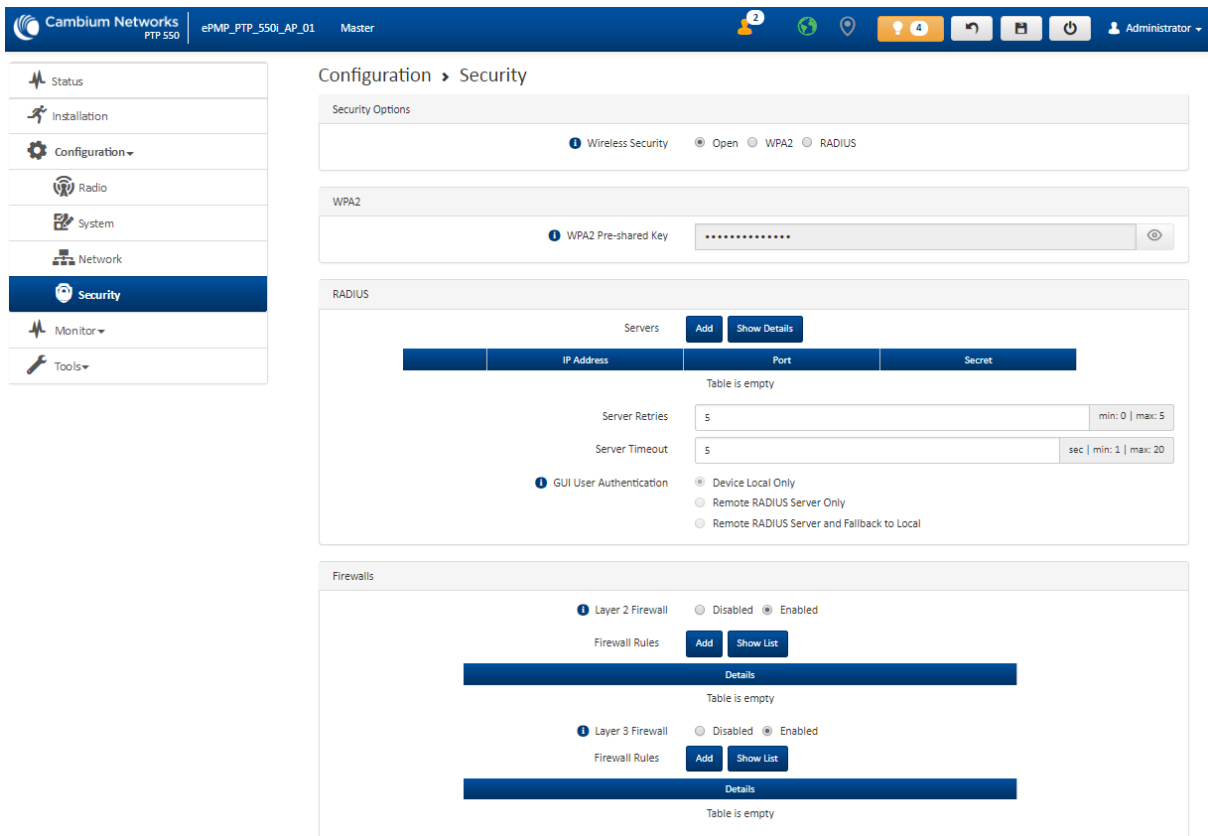 Cambium Networks
PTP 550
ePMP_PTP_550i_AP_01
Master
2
4
Administrator
Status
Installation
Configuration
Radio
System
Network
Security
Monitor
Tools
Configuration › Security
Security Options
Wireless Security Open WPA2 RADIUS
WPA2
WPA2 Pre-shared Key ••••••••••••••
RADIUS
Servers Add Show Details
IP Address Port Secret
Table is empty
Server Retries 5 min: 0 | max: 5
Server Timeout 5 sec | min: 1 | max: 20
GUI User Authentication Device Local Only
Remote RADIUS Server Only
Remote RADIUS Server and Fallback to Local
Firewalls
Layer 2 Firewall Disabled Enabled
Firewall Rules Add Show List
Details
Table is empty
Layer 3 Firewall Disabled Enabled
Firewall Rules Add Show List
Details
Table is empty